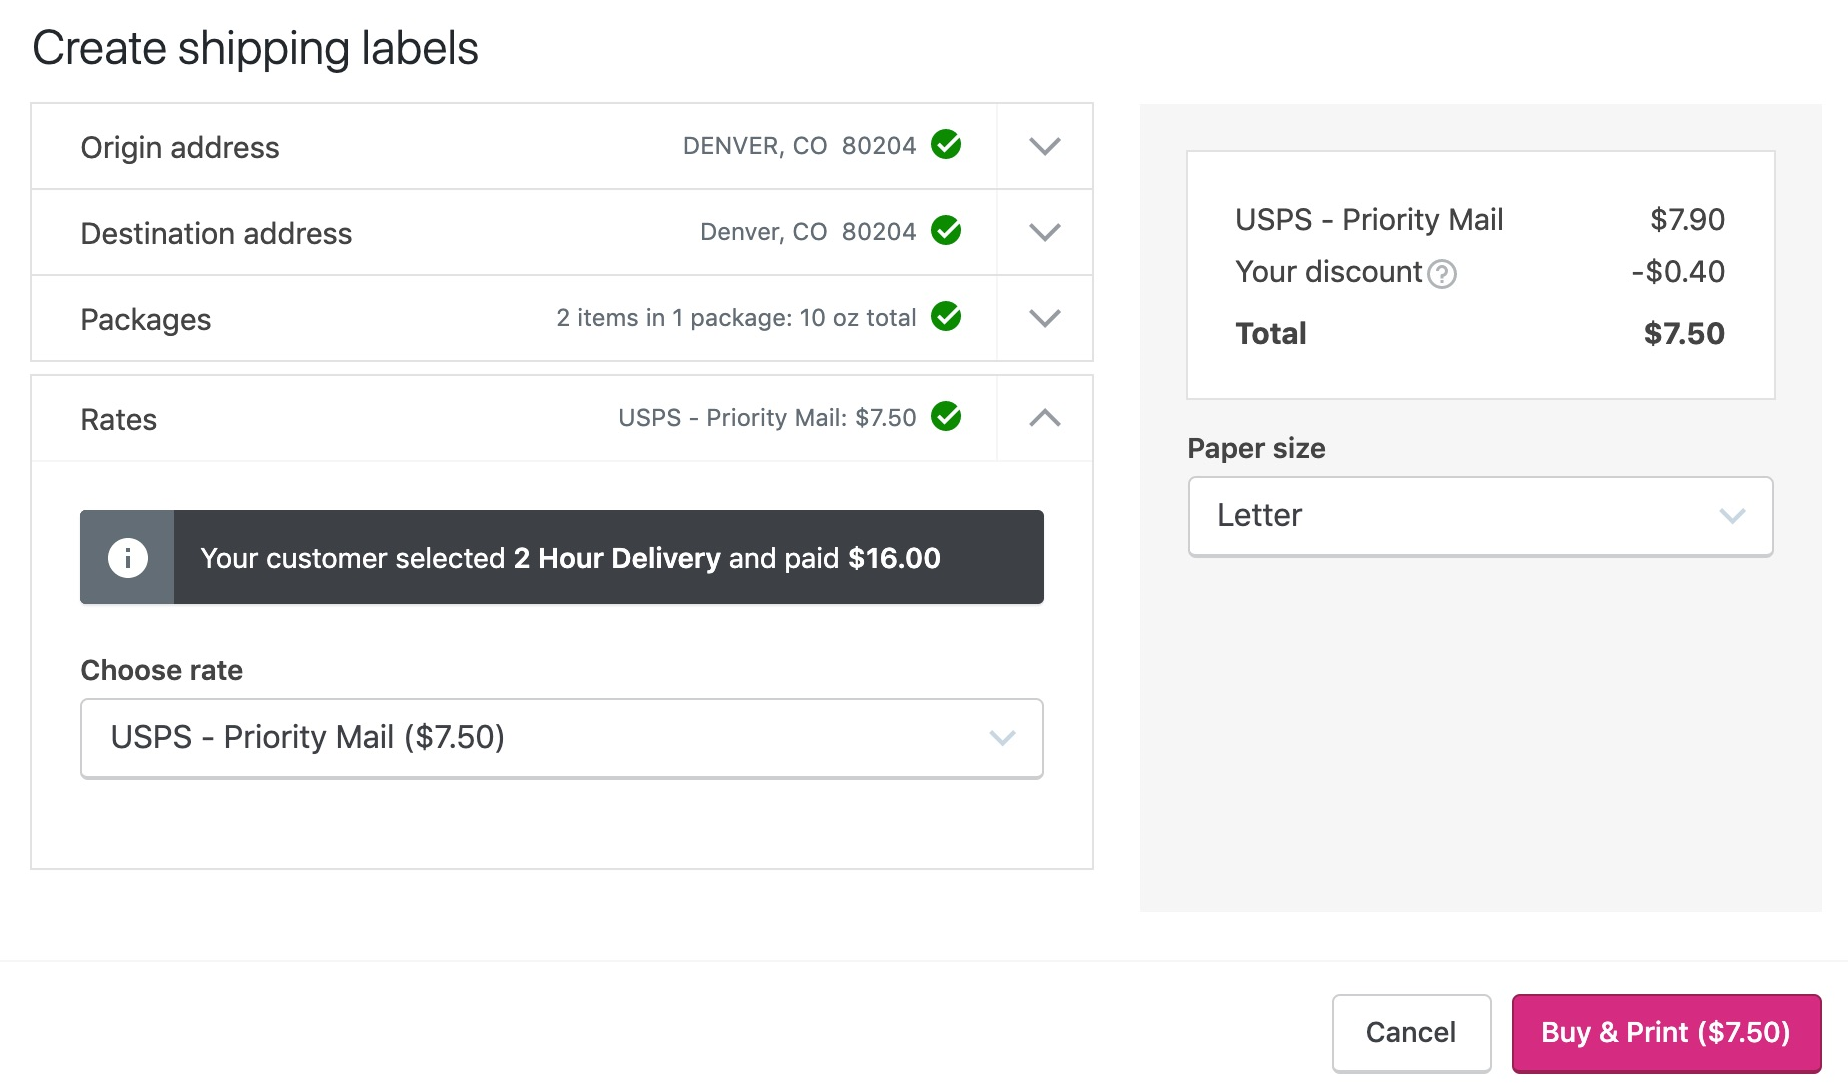 Create shipping labels
Origin address DENVER, CO 80204
Destination address Denver, CO 80204
Packages 2 items in 1 package: 10 oz total
Rates USPS - Priority Mail: $7.50
Your customer selected 2 Hour Delivery and paid $16.00
Choose rate
USPS - Priority Mail ($7.50)
USPS - Priority Mail $7.90
Your discount -$0.40
Total $7.50
Paper size
Letter
Cancel
Buy & Print ($7.50)